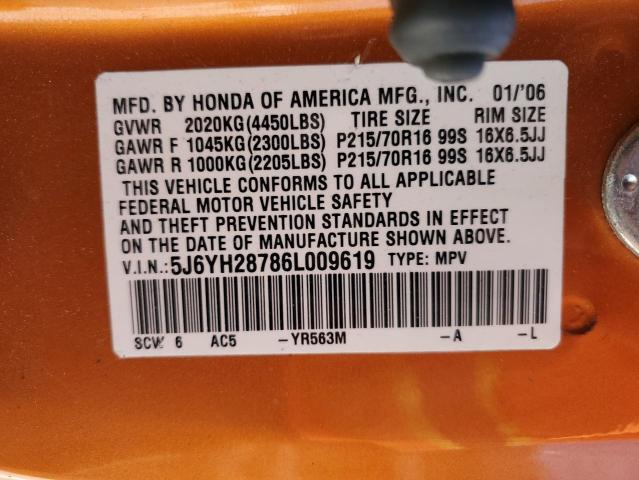 MFD. BY HONDA OF AMERICA MFG., INC. 01/'06
GVWR 2020KG(4450LBS) TIRE SIZE RIM SIZE
GAWR F 1045KG(2300LBS) P215/70R16 99S 16X6.5JJ
GAWR R 1000KG(2205LBS) P215/70R16 99S 16X6.5JJ
THIS VEHICLE CONFORMS TO ALL APPLICABLE
FEDERAL MOTOR VEHICLE SAFETY
AND THEFT PREVENTION STANDARDS IN EFFECT
ON THE DATE OF MANUFACTURE SHOWN ABOVE.
V.I.N.:5J6YH28786L009619 TYPE: MPV
SCW 6 AC5 -YR563M -A -L